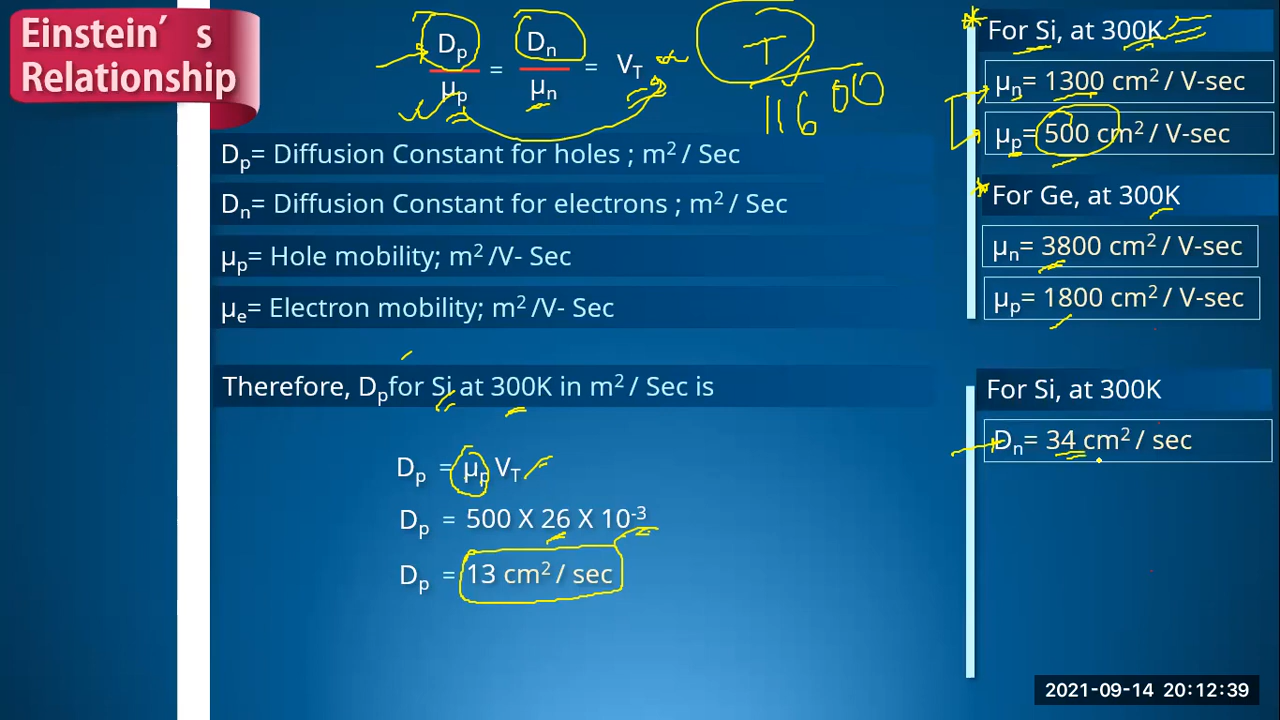 Einstein’ s
Relationship
Dp / μp = Dn / μn = VT
T
11600
Dp= Diffusion Constant for holes ; m² / Sec
Dn= Diffusion Constant for electrons ; m² / Sec
μp= Hole mobility; m² /V- Sec
μe= Electron mobility; m² /V- Sec
Therefore, Dpfor Si at 300K in m² / Sec is
Dp = μp VT
Dp = 500 X 26 X 10⁻³
Dp = 13 cm² / sec
For Si, at 300K
μn= 1300 cm² / V-sec
μp= 500 cm² / V-sec
For Ge, at 300K
μn= 3800 cm² / V-sec
μp= 1800 cm² / V-sec
For Si, at 300K
Dn= 34 cm² / sec
2021-09-14 20:12:39